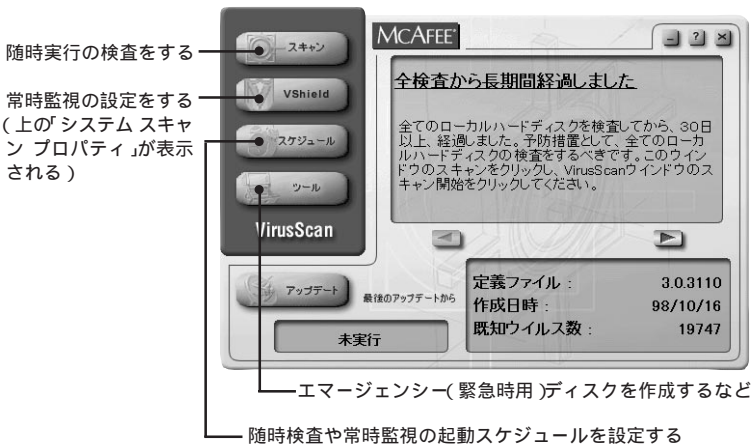 随時実行の検査をする
常時監視の設定をする
(上の「システム スキャ
ン プロパティ」が表示
される)
スキャン
VShield
スケジュール
ツール
VirusScan
McAFEE
全検査から長期間経過しました
全てのローカルハードディスクを検査してから、30日
以上、経過しました。予防措置として、全てのローカ
ルハードディスクの検査をするべきです。このウイン
ドウのスキャンをクリックし、VirusScanウインドウのス
キャン開始をクリックしてください。
アップデート
最後のアップデートから
未実行
定義ファイル: 3.0.3110
作成日時: 98/10/16
既知ウイルス数: 19747
エマージェンシー(緊急時用)ディスクを作成するなど
随時検査や常時監視の起動スケジュールを設定する